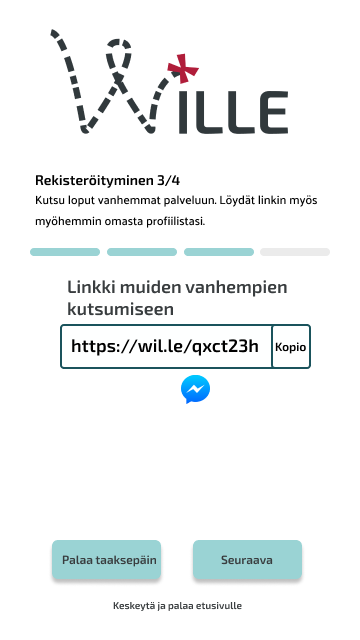 WILLE
Rekisteröityminen 3/4
Kutsu loput vanhemmat palveluun. Löydät linkin myös
myöhemmin omasta profiilistasi.
Linkki muiden vanhempien
kutsumiseen
https://wil.le/qxct23h
Kopio
Palaa taaksepäin
Seuraava
Keskeytä ja palaa etusivulle